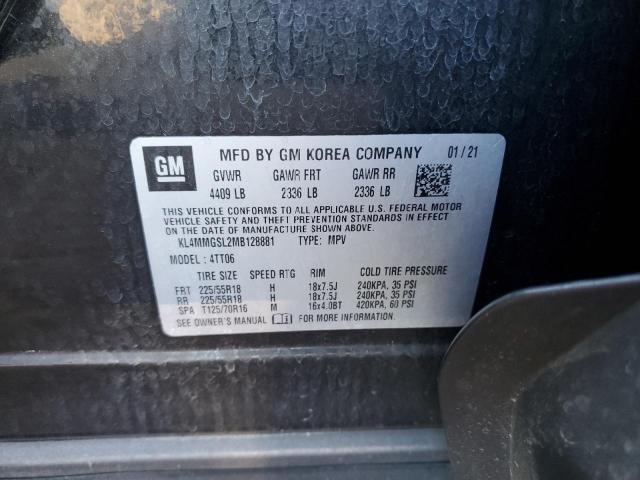 GM MFD BY GM KOREA COMPANY 01/21
GVWR GAWR FRT GAWR RR
4409 LB 2336 LB 2336 LB
THIS VEHICLE CONFORMS TO ALL APPLICABLE U.S. FEDERAL MOTOR
VEHICLE SAFETY AND THEFT PREVENTION STANDARDS IN EFFECT ON
THE DATE OF MANUFACTURE SHOWN ABOVE.
KL4MMGSL2MB128881 TYPE: MPV
MODEL: 4TT06
TIRE SIZE SPEED RTG RIM COLD TIRE PRESSURE
FRT 225/55R18 H 18x7.5J 240KPA, 35 PSI
RR 225/55R18 H 18x7.5J 240KPA, 35 PSI
SPA T125/70R16 M 16x4.0BT 420KPA, 60 PSI
SEE OWNER'S MANUAL FOR MORE INFORMATION.